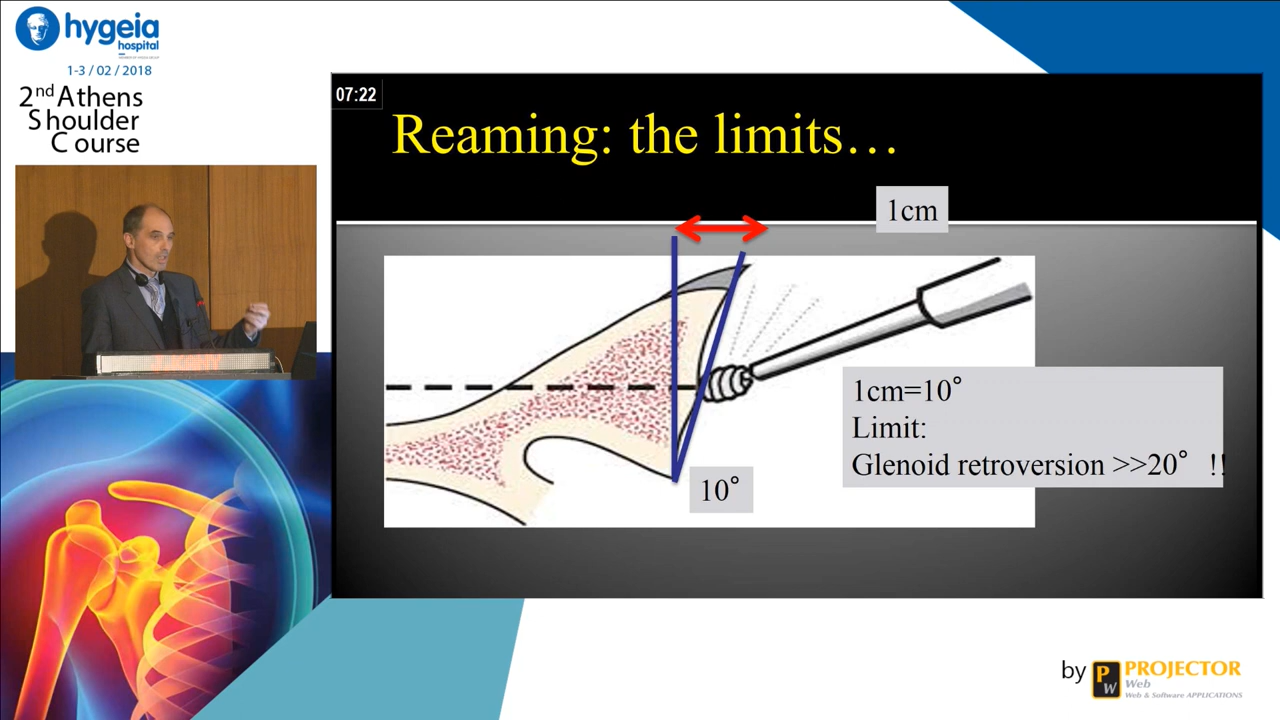 hygeia
hospital
1-3 / 02 / 2018
2nd Athens
Shoulder
Course
07:22
Reaming: the limits…
1cm
1cm=10°
Limit:
Glenoid retroversion >>20° !!
10°
by PW PROJECTOR
Web
Web & Software APPLICATIONS